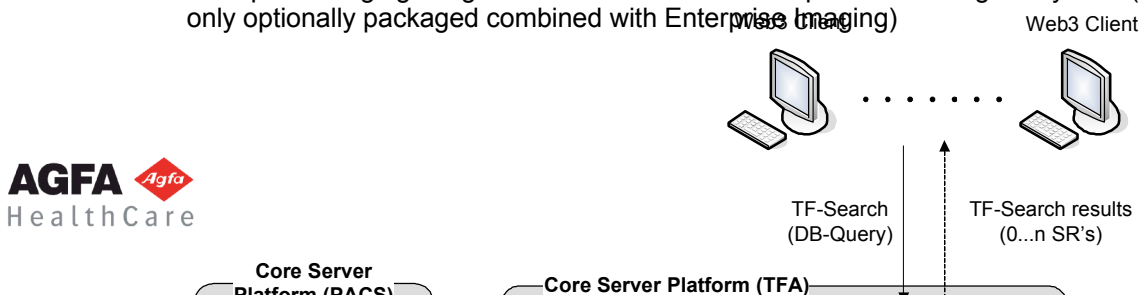 only optionally packaged combined with Enterprise Imaging)
Web3 Client
Web3 Client
AGFA Agfa
HealthCare
TF-Search
(DB-Query)
TF-Search results
(0...n SR's)
Core Server
Platform (PACS)
Core Server Platform (TFA)